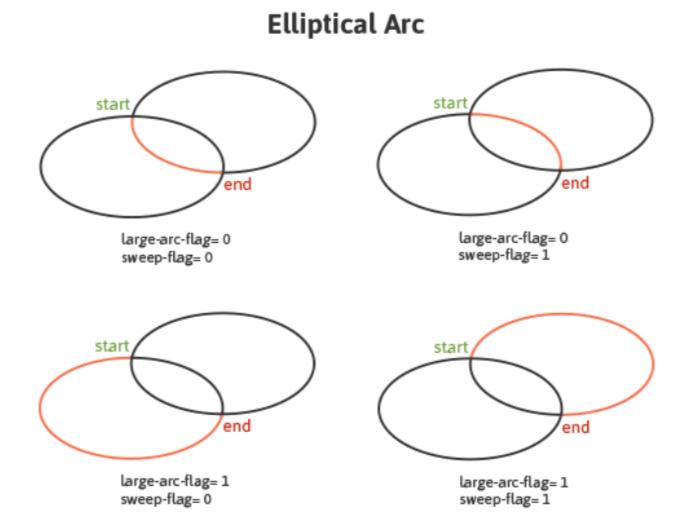 Elliptical Arc
start
end
large-arc-flag= 0
sweep-flag= 0
start
end
large-arc-flag= 0
sweep-flag= 1
start
end
large-arc-flag= 1
sweep-flag= 0
start
end
large-arc-flag= 1
sweep-flag= 1